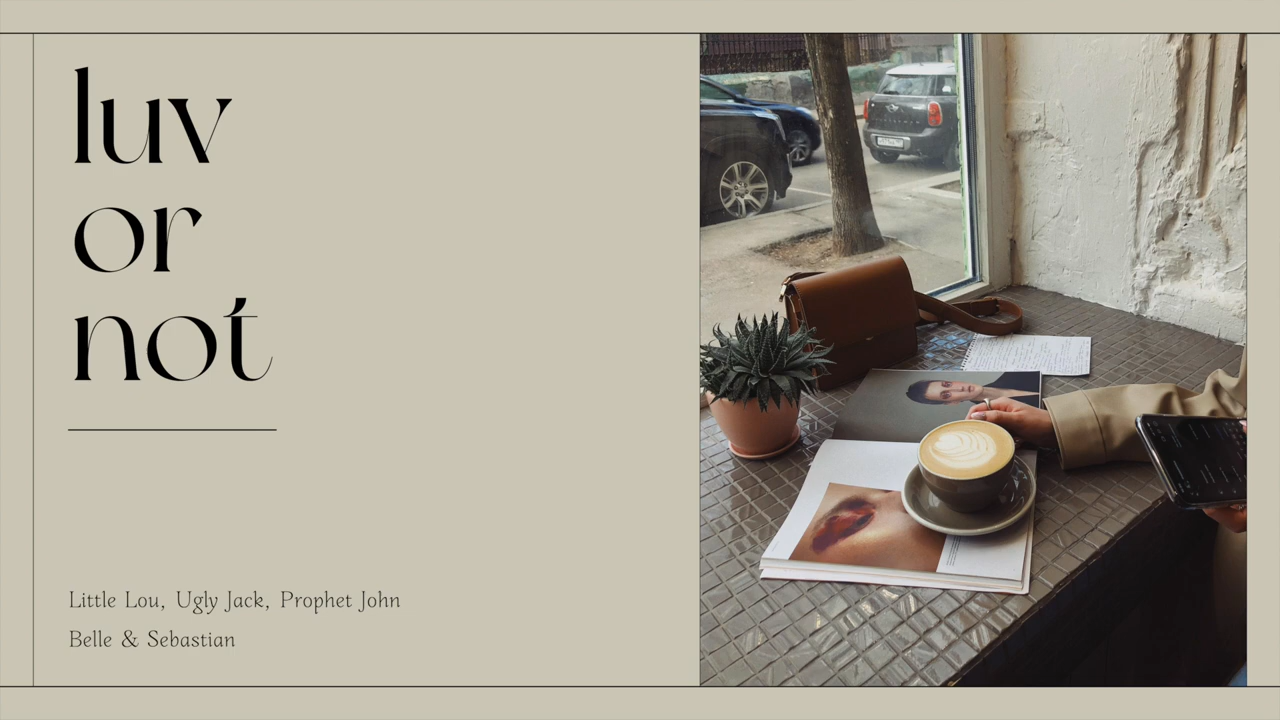 luv
or
not
Little Lou, Ugly Jack, Prophet John
Belle & Sebastian